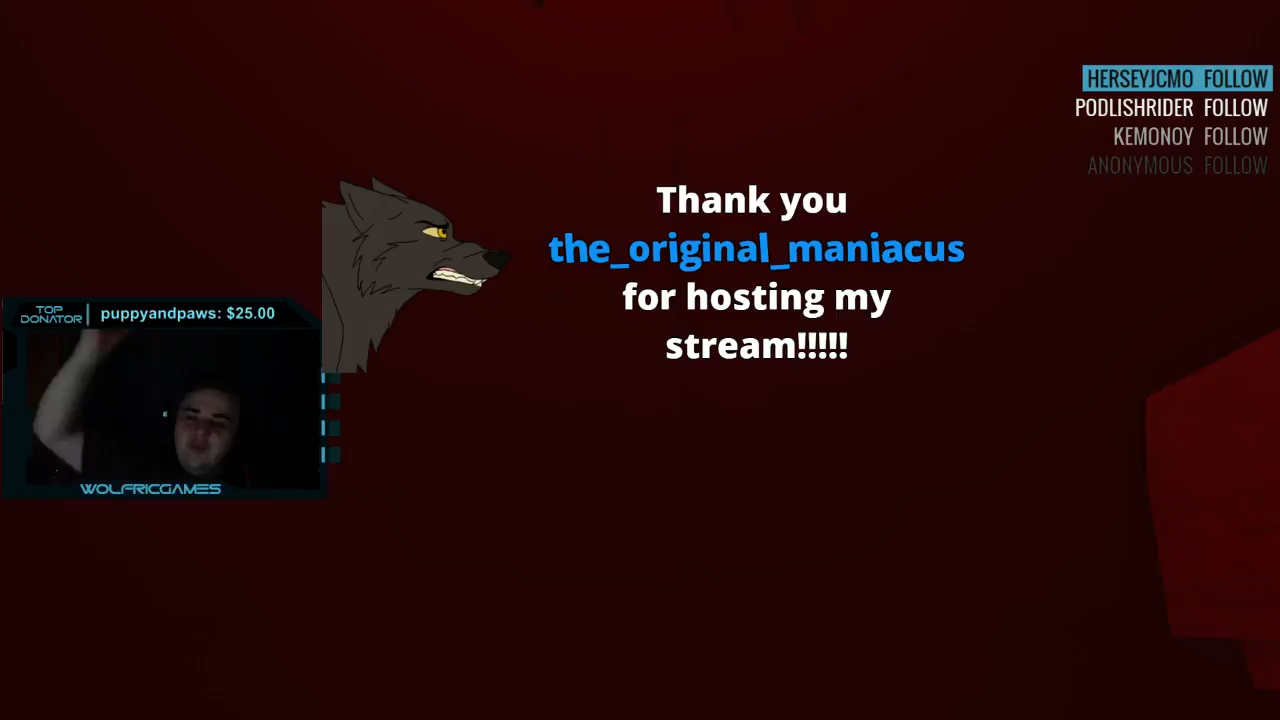 HERSEYJCMO FOLLOW
PODLISHRIDER FOLLOW
KEMONOY FOLLOW
ANONYMOUS FOLLOW
Thank you
the_original_maniacus
for hosting my
stream!!!!!
TOP DONATOR
puppyandpaws: $25.00
WOLFRICGAMES